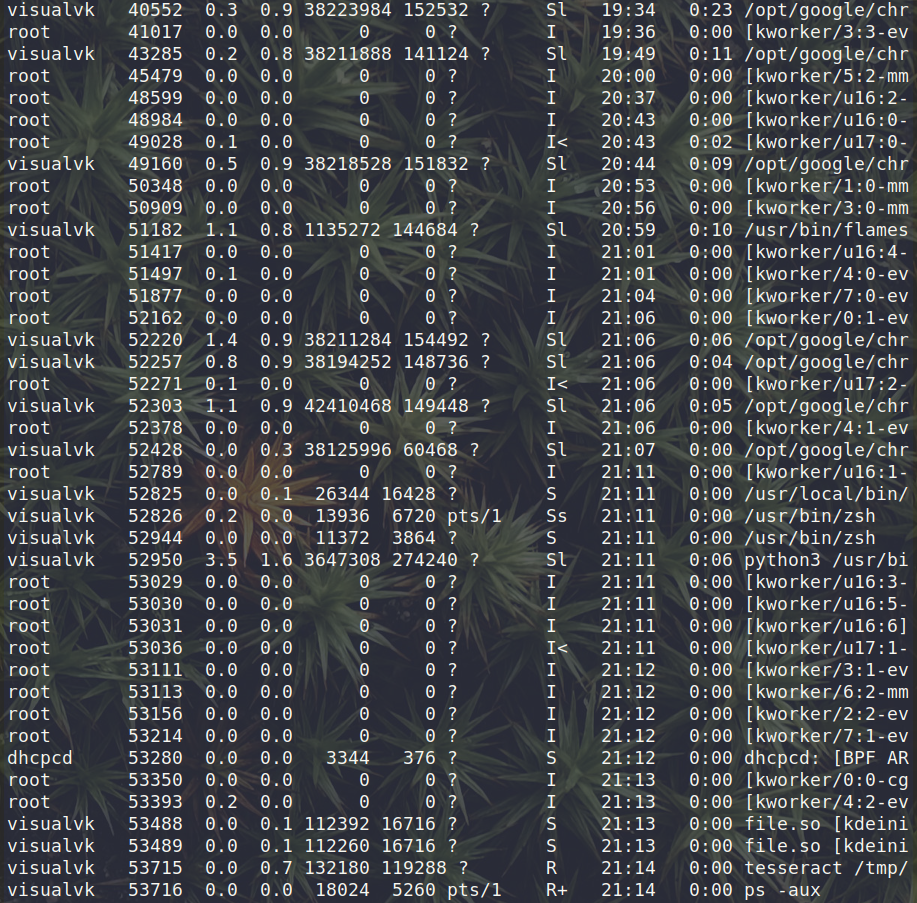 visualvk   40552  0.3  0.9 38223984 152532 ?     Sl   19:34   0:23 /opt/google/chr
root       41017  0.0  0.0      0     0 ?        I    19:36   0:00 [kworker/3:3-ev
visualvk   43285  0.2  0.8 38211888 141124 ?     Sl   19:49   0:11 /opt/google/chr
root       45479  0.0  0.0      0     0 ?        I    20:00   0:00 [kworker/5:2-mm
root       48599  0.0  0.0      0     0 ?        I    20:37   0:00 [kworker/u16:2-
root       48984  0.0  0.0      0     0 ?        I    20:43   0:00 [kworker/u16:0-
root       49028  0.1  0.0      0     0 ?        I<   20:43   0:02 [kworker/u17:0-
visualvk   49160  0.5  0.9 38218528 151832 ?     Sl   20:44   0:09 /opt/google/chr
root       50348  0.0  0.0      0     0 ?        I    20:53   0:00 [kworker/1:0-mm
root       50909  0.0  0.0      0     0 ?        I    20:56   0:00 [kworker/3:0-mm
visualvk   51182  1.1  0.8 1135272 144684 ?      Sl   20:59   0:10 /usr/bin/flames
root       51417  0.0  0.0      0     0 ?        I    21:01   0:00 [kworker/u16:4-
root       51497  0.1  0.0      0     0 ?        I    21:01   0:00 [kworker/4:0-ev
root       51877  0.0  0.0      0     0 ?        I    21:04   0:00 [kworker/7:0-ev
root       52162  0.0  0.0      0     0 ?        I    21:06   0:00 [kworker/0:1-ev
visualvk   52220  1.4  0.9 38211284 154492 ?     Sl   21:06   0:06 /opt/google/chr
visualvk   52257  0.8  0.9 38194252 148736 ?     Sl   21:06   0:04 /opt/google/chr
root       52271  0.1  0.0      0     0 ?        I<   21:06   0:00 [kworker/u17:2-
visualvk   52303  1.1  0.9 42410468 149448 ?     Sl   21:06   0:05 /opt/google/chr
root       52378  0.0  0.0      0     0 ?        I    21:06   0:00 [kworker/4:1-ev
visualvk   52428  0.0  0.3 38125996 60468 ?      Sl   21:07   0:00 /opt/google/chr
root       52789  0.0  0.0      0     0 ?        I    21:11   0:00 [kworker/u16:1-
visualvk   52825  0.0  0.1  26344 16428 ?        S    21:11   0:00 /usr/local/bin/
visualvk   52826  0.2  0.0  13936  6720 pts/1    Ss   21:11   0:00 /usr/bin/zsh
visualvk   52944  0.0  0.0  11372  3864 ?        S    21:11   0:00 /usr/bin/zsh
visualvk   52950  3.5  1.6 3647308 274240 ?      Sl   21:11   0:06 python3 /usr/bi
root       53029  0.0  0.0      0     0 ?        I    21:11   0:00 [kworker/u16:3-
root       53030  0.0  0.0      0     0 ?        I    21:11   0:00 [kworker/u16:5-
root       53031  0.0  0.0      0     0 ?        I    21:11   0:00 [kworker/u16:6]
root       53036  0.0  0.0      0     0 ?        I<   21:11   0:00 [kworker/u17:1-
root       53111  0.0  0.0      0     0 ?        I    21:12   0:00 [kworker/3:1-ev
root       53113  0.0  0.0      0     0 ?        I    21:12   0:00 [kworker/6:2-mm
root       53156  0.0  0.0      0     0 ?        I    21:12   0:00 [kworker/2:2-ev
root       53214  0.0  0.0      0     0 ?        I    21:12   0:00 [kworker/7:1-ev
dhcpcd     53280  0.0  0.0   3344   376 ?        S    21:12   0:00 dhcpcd: [BPF AR
root       53350  0.0  0.0      0     0 ?        I    21:13   0:00 [kworker/0:0-cg
root       53393  0.2  0.0      0     0 ?        I    21:13   0:00 [kworker/4:2-ev
visualvk   53488  0.0  0.1 112392 16716 ?        S    21:13   0:00 file.so [kdeini
visualvk   53489  0.0  0.1 112260 16716 ?        S    21:13   0:00 file.so [kdeini
visualvk   53715  0.0  0.7 132180 119288 ?       R    21:14   0:00 tesseract /tmp/
visualvk   53716  0.0  0.0  18024  5260 pts/1    R+   21:14   0:00 ps -aux